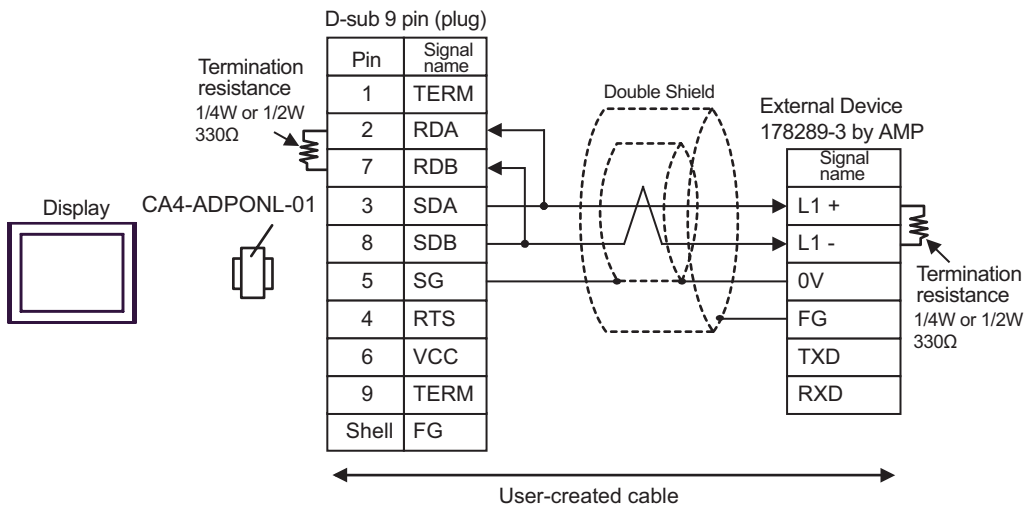 D-sub 9 pin (plug)
Pin Signal name
1 TERM
2 RDA
7 RDB
3 SDA
8 SDB
5 SG
4 RTS
6 VCC
9 TERM
Shell FG
Termination
resistance
1/4W or 1/2W
330Ω
Display
CA4-ADPONL-01
Double Shield
External Device
178289-3 by AMP
Signal
name
L1 +
L1 -
0V
FG
TXD
RXD
Termination
resistance
1/4W or 1/2W
330Ω
User-created cable